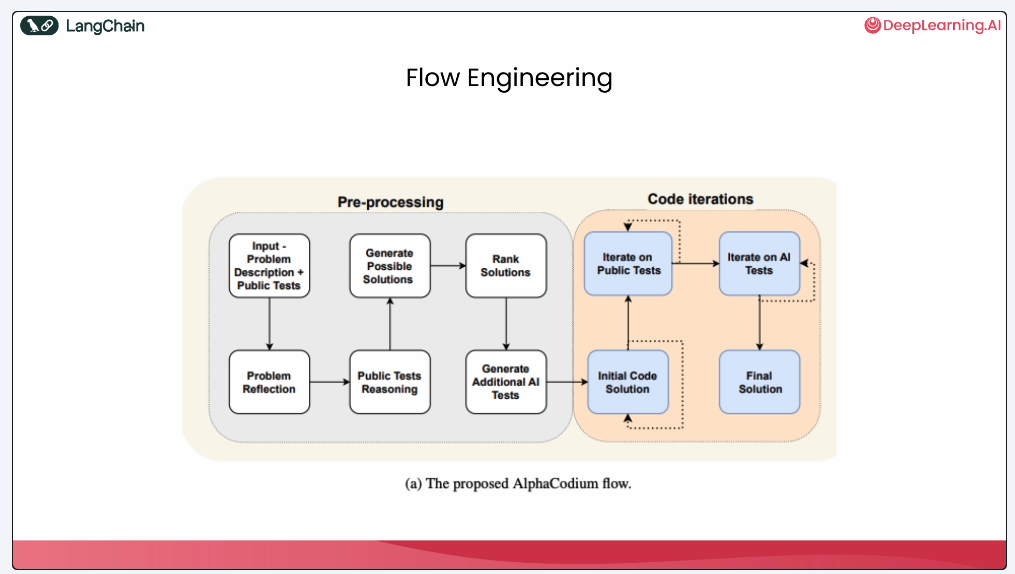 LangChain
DeepLearning.AI
Flow Engineering
Pre-processing
Code iterations
Input -
Problem
Description +
Public Tests
Generate
Possible
Solutions
Rank
Solutions
Iterate on
Public Tests
Iterate on AI
Tests
Problem
Reflection
Public Tests
Reasoning
Generate
Additional AI
Tests
Initial Code
Solution
Final
Solution
(a) The proposed AlphaCodium flow.